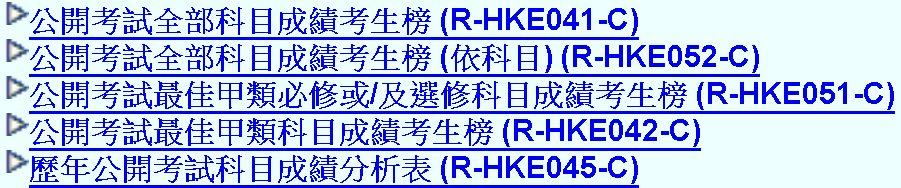 公開考試全部科目成績考生榜 (R-HKE041-C)
公開考試全部科目成績考生榜 (依科目) (R-HKE052-C)
公開考試最佳甲類必修或/及選修科目成績考生榜 (R-HKE051-C)
公開考試最佳甲類科目成績考生榜 (R-HKE042-C)
歷年公開考試科目成績分析表 (R-HKE045-C)